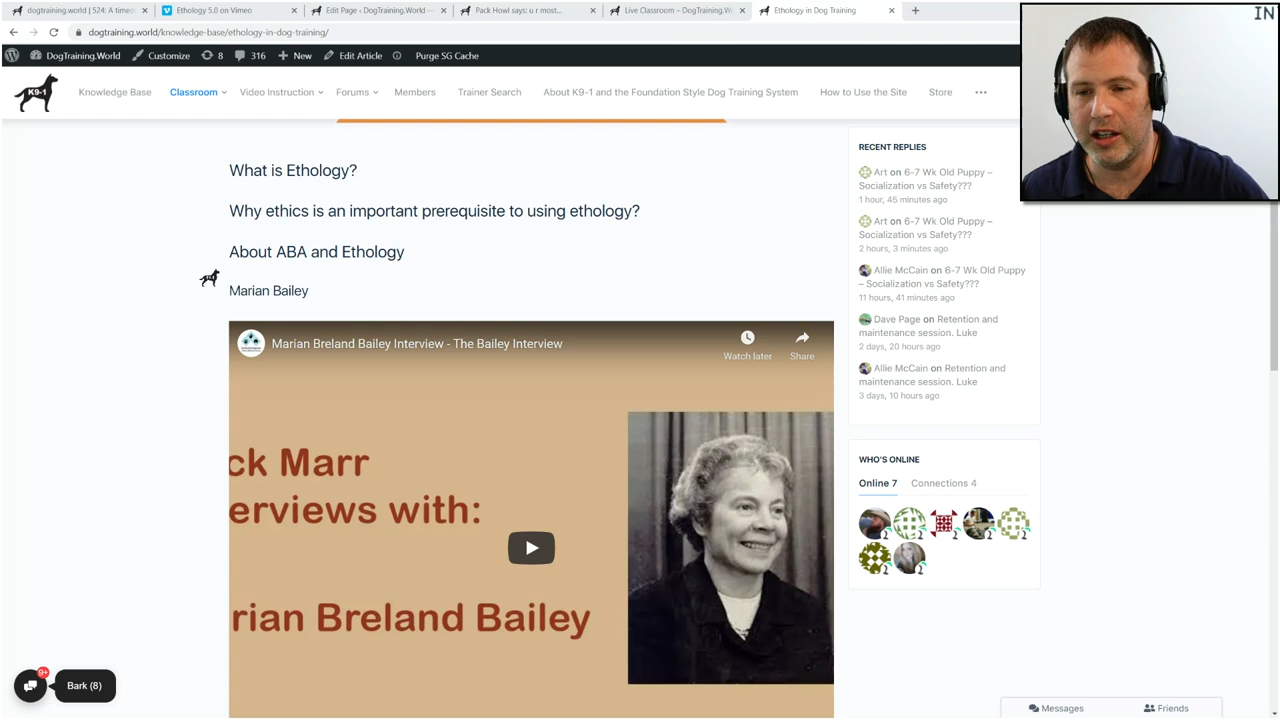 dogtraining.world | 524: A timeo
Ethology 5.0 on Vimeo
Edit Page ‹ DogTraining.World —
Pack Howl says: u r most...
Live Classroom – DogTraining.W
Ethology in Dog Training
IN
dogtraining.world/knowledge-base/ethology-in-dog-training/
DogTraining.World
Customize
8
316
New
Edit Article
Purge SG Cache
K9-1
Knowledge Base
Classroom
Video Instruction
Forums
Members
Trainer Search
About K9-1 and the Foundation Style Dog Training System
How to Use the Site
Store
What is Ethology?
Why ethics is an important prerequisite to using ethology?
About ABA and Ethology
Marian Bailey
Marian Breland Bailey Interview - The Bailey Interview
Watch later
Share
ck Marr
erviews with:
rian Breland Bailey
RECENT REPLIES
Art on 6-7 Wk Old Puppy –
Socialization vs Safety???
1 hour, 45 minutes ago
Art on 6-7 Wk Old Puppy –
Socialization vs Safety???
2 hours, 3 minutes ago
Allie McCain on 6-7 Wk Old Puppy
– Socialization vs Safety???
11 hours, 41 minutes ago
Dave Page on Retention and
maintenance session. Luke
2 days, 20 hours ago
Allie McCain on Retention and
maintenance session. Luke
3 days, 10 hours ago
WHO'S ONLINE
Online 7
Connections 4
9+
Bark (8)
Messages
Friends